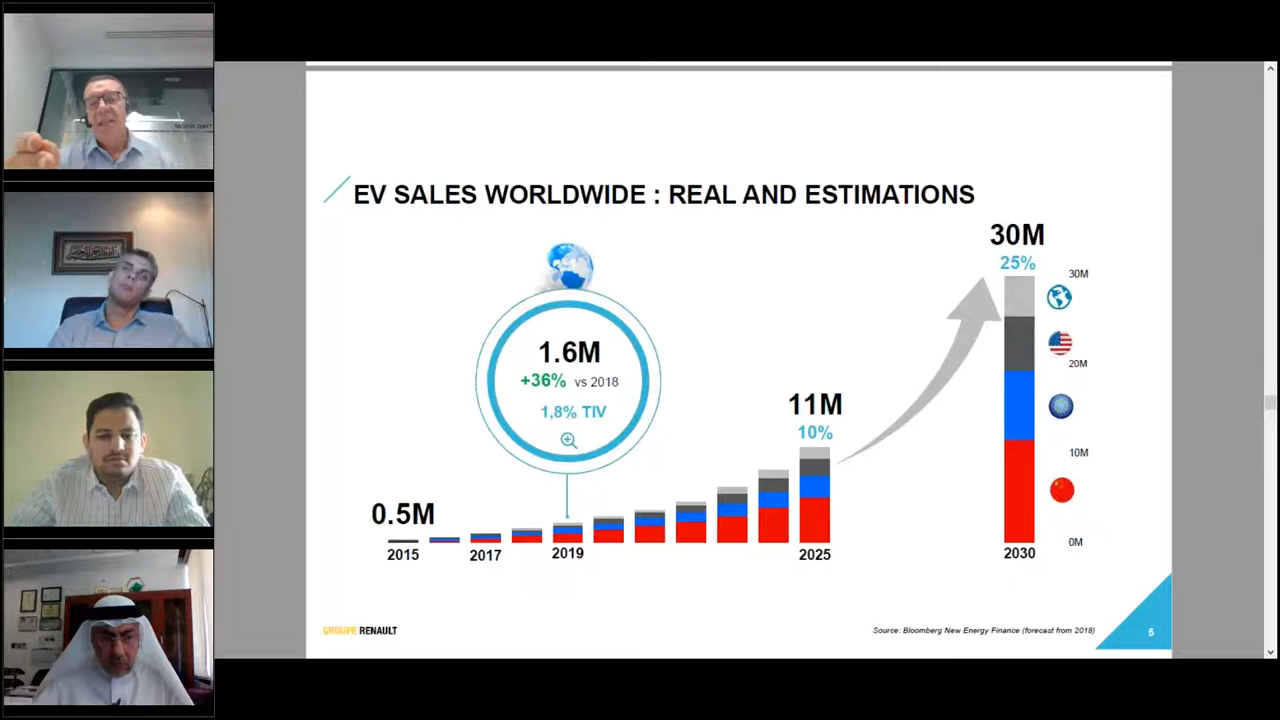 EV SALES WORLDWIDE : REAL AND ESTIMATIONS
30M
25%
30M
1.6M
+36% vs 2018
1,8% TIV
20M
11M
10%
10M
0.5M
0M
2015
2017
2019
2025
2030
GROUPE RENAULT
Source: Bloomberg New Energy Finance (forecast from 2018)
5